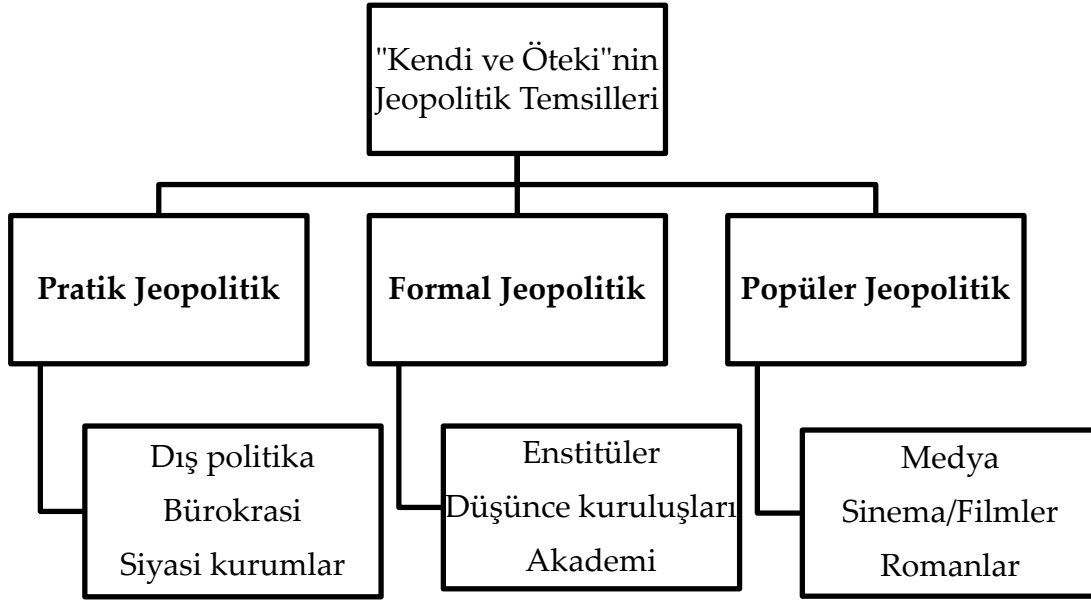 "Kendi ve Öteki"nin
Jeopolitik Temsilleri
Pratik Jeopolitik
Formal Jeopolitik
Popüler Jeopolitik
Dış politika
Bürokrasi
Siyasi kurumlar
Enstitüler
Düşünce kuruluşları
Akademi
Medya
Sinema/Filmler
Romanlar